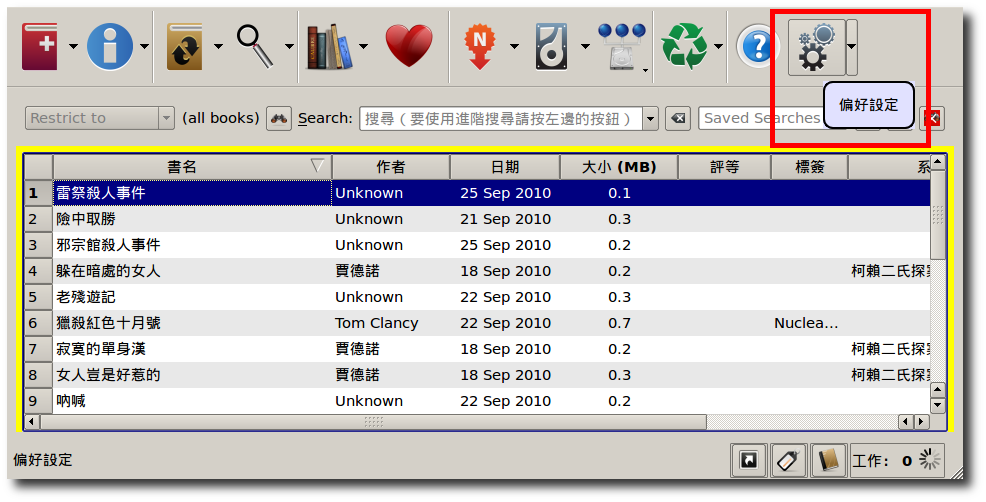 N
?
偏好設定
Restrict to (all books) Search: 搜尋（要使用進階搜尋請按左邊的按鈕） Saved Searches
書名 作者 日期 大小 (MB) 評等 標簽 系
1 雷祭殺人事件 Unknown 25 Sep 2010 0.1
2 險中取勝 Unknown 21 Sep 2010 0.3
3 邪宗館殺人事件 Unknown 25 Sep 2010 0.2
4 躲在暗處的女人 賈德諾 18 Sep 2010 0.2 柯賴二氏探案
5 老殘遊記 Unknown 22 Sep 2010 0.3
6 獵殺紅色十月號 Tom Clancy 22 Sep 2010 0.7 Nuclea...
7 寂寞的單身漢 賈德諾 18 Sep 2010 0.2 柯賴二氏探案
8 女人豈是好惹的 賈德諾 18 Sep 2010 0.3 柯賴二氏探案
9 吶喊 Unknown 22 Sep 2010 0.2
偏好設定 工作： 0